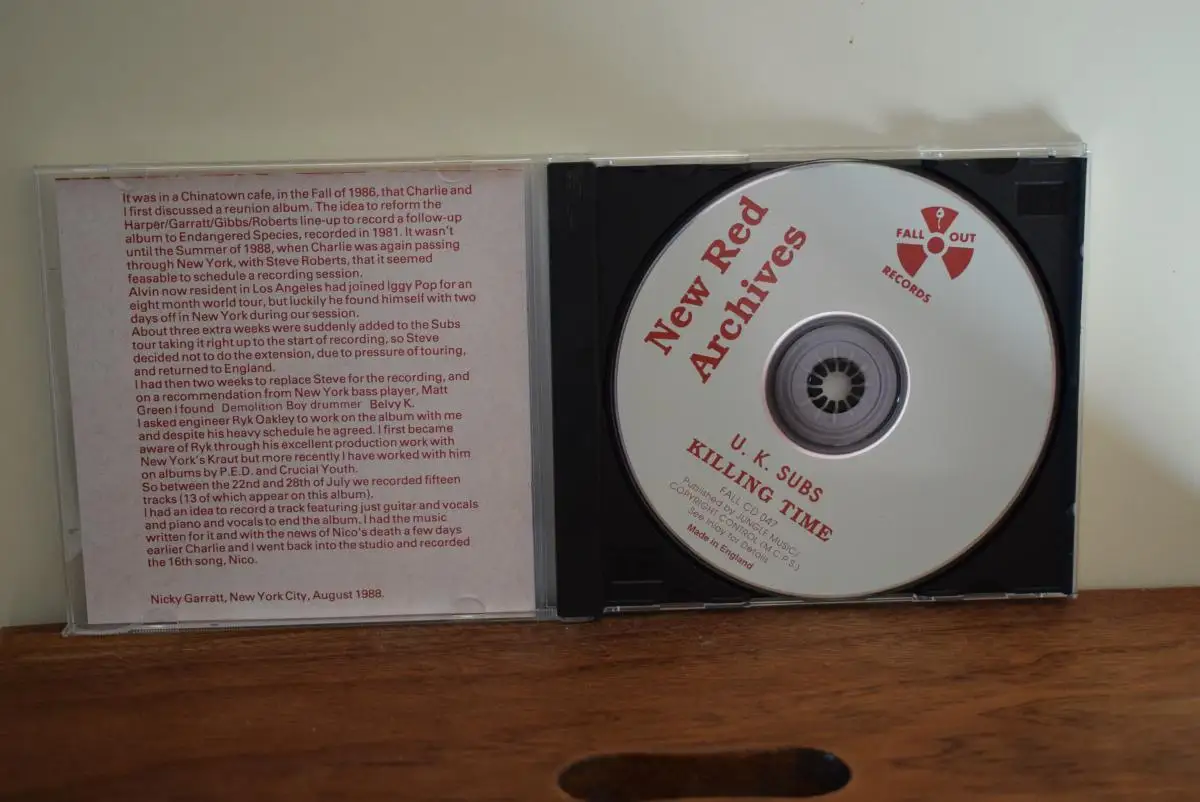 It was in a Chinatown cafe, in the Fall of 1986, that Charlie and
I first discussed a reunion album. The idea to reform the
Harper/Garratt/Gibbs/Roberts line-up to record a follow-up
album to Endangered Species, recorded in 1981. It wasn't
until the Summer of 1988, when Charlie was again passing
through New York, with Steve Roberts, that it seemed
feasable to schedule a recording session.
Alvin now resident in Los Angeles had joined Iggy Pop for an
eight month world tour, but luckily he found himself with two
days off in New York during our session.
About three extra weeks were suddenly added to the Subs
tour taking it right up to the start of recording, so Steve
decided not to do the extension, due to pressure of touring,
and returned to England.
I had then two weeks to replace Steve for the recording, and
on a recommendation from New York bass player, Matt
Green I found Demolition Boy drummer Belvy K.
I asked engineer Ryk Oakley to work on the album with me
and despite his heavy schedule he agreed. I first became
aware of Ryk through his excellent production work with
New York's Kraut but more recently I have worked with him
on albums by P.E.D. and Crucial Youth.
So between the 22nd and 28th of July we recorded fifteen
tracks (13 of which appear on this album).
I had an idea to record a track featuring just guitar and vocals
and piano and vocals to end the album. I had the music
written for it and with the news of Nico's death a few days
earlier Charlie and I went back into the studio and recorded
the 16th song, Nico.
Nicky Garratt, New York City, August 1988.
New Red
Archives
FALL OUT
RECORDS
U. K. SUBS
KILLING TIME
FALL CD 047
Published by JUNGLE MUSIC/
COPYRIGHT CONTROL (M.C.P.S.)
See Inlay for Details
Made in England